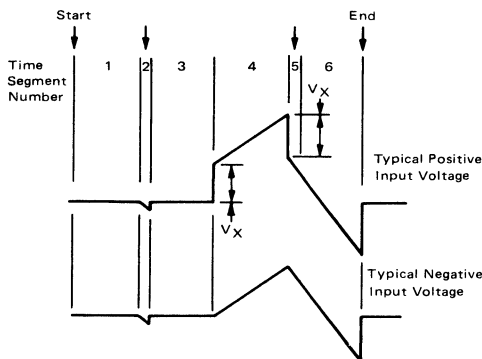 Start
End
Time
Segment
Number
1
2
3
4
5
6
VX
Typical Positive
Input Voltage
VX
Typical Negative
Input Voltage